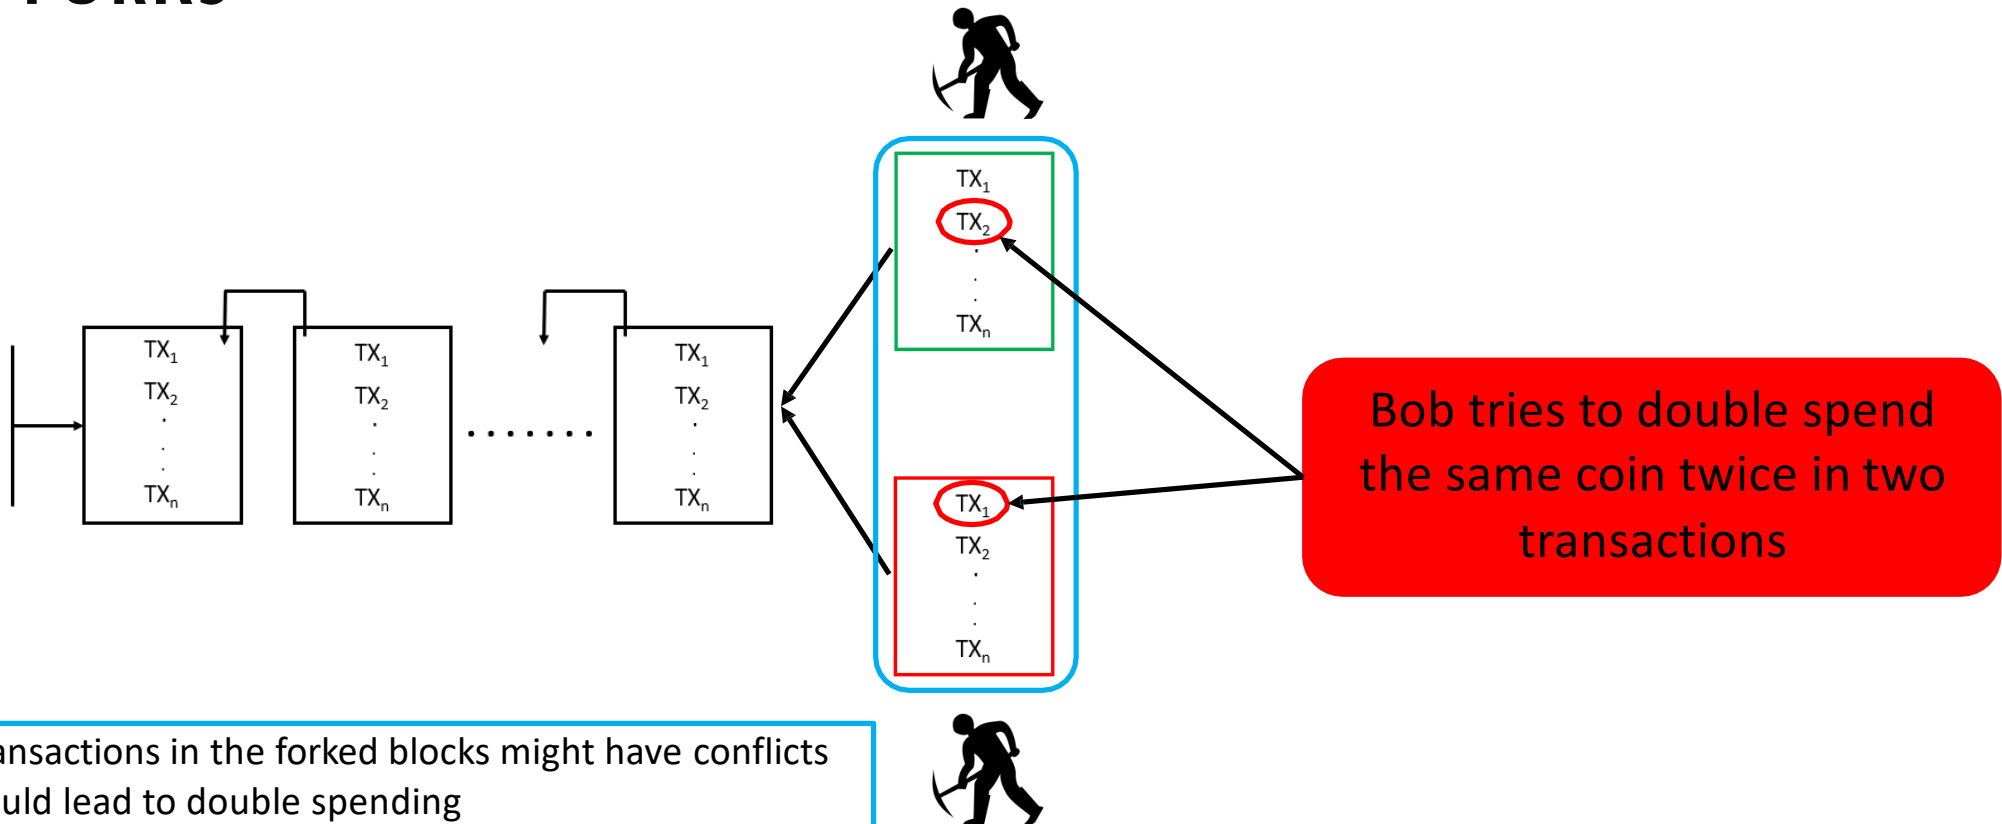 FORKS
TX1
TX2
.
.
.
TXn
TX1
TX2
.
.
.
TXn
. . . . . . .
TX1
TX2
.
.
.
TXn
TX1
TX2
.
.
.
TXn
TX1
TX2
.
.
.
TXn
Bob tries to double spend
the same coin twice in two
transactions
ansactions in the forked blocks might have conflicts
ould lead to double spending